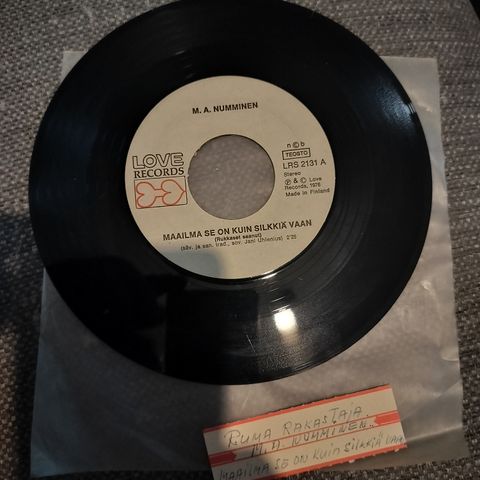 M. A. NUMMINEN
LOVE
RECORDS
n©b
TEOSTO
LRS 2131 A
Stereo
Ⓟ & © Love
Records, 1976
Made in Finland
MAAILMA SE ON KUIN SILKKIÄ VAAN
(Rukkaset saanut)
(säv. ja san. trad., sov. Jani Uhlenius) 2'25
RUMA RAKASTAJA
M.A. NUMMINEN
MAAILMA SE ON KUIN SILKKIÄ VAAN